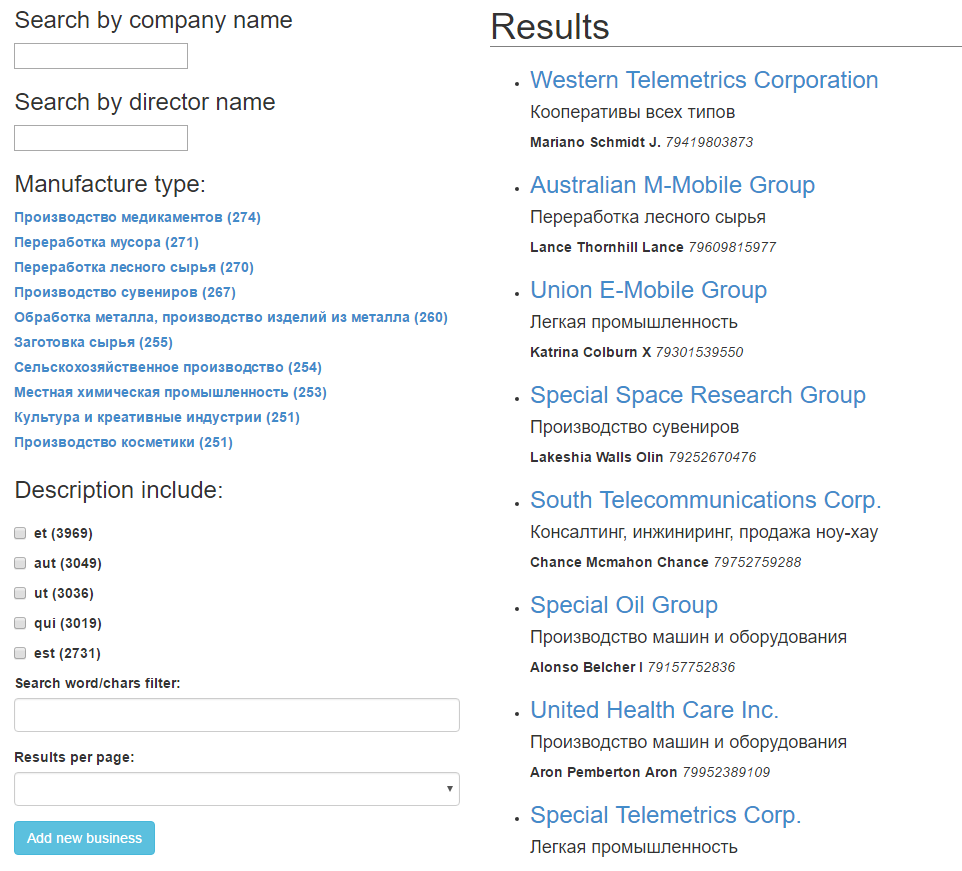 Search by company name
Search by director name
Manufacture type:
Производство медикаментов (274)
Переработка мусора (271)
Переработка лесного сырья (270)
Производство сувениров (267)
Обработка металла, производство изделий из металла (260)
Заготовка сырья (255)
Сельскохозяйственное производство (254)
Местная химическая промышленность (253)
Культура и креативные индустрии (251)
Производство косметики (251)
Description include:
et (3969)
aut (3049)
ut (3036)
qui (3019)
est (2731)
Search word/chars filter:
Results per page:
Add new business
Results
Western Telemetrics Corporation
Кооперативы всех типов
Mariano Schmidt J. 79419803873
Australian M-Mobile Group
Переработка лесного сырья
Lance Thornhill Lance 79609815977
Union E-Mobile Group
Легкая промышленность
Katrina Colburn X 79301539550
Special Space Research Group
Производство сувениров
Lakeshia Walls Olin 79252670476
South Telecommunications Corp.
Консалтинг, инжиниринг, продажа ноу-хау
Chance Mcmahon Chance 79752759288
Special Oil Group
Производство машин и оборудования
Alonso Belcher I 79157752836
United Health Care Inc.
Производство машин и оборудования
Aron Pemberton Aron 79952389109
Special Telemetrics Corp.
Легкая промышленность